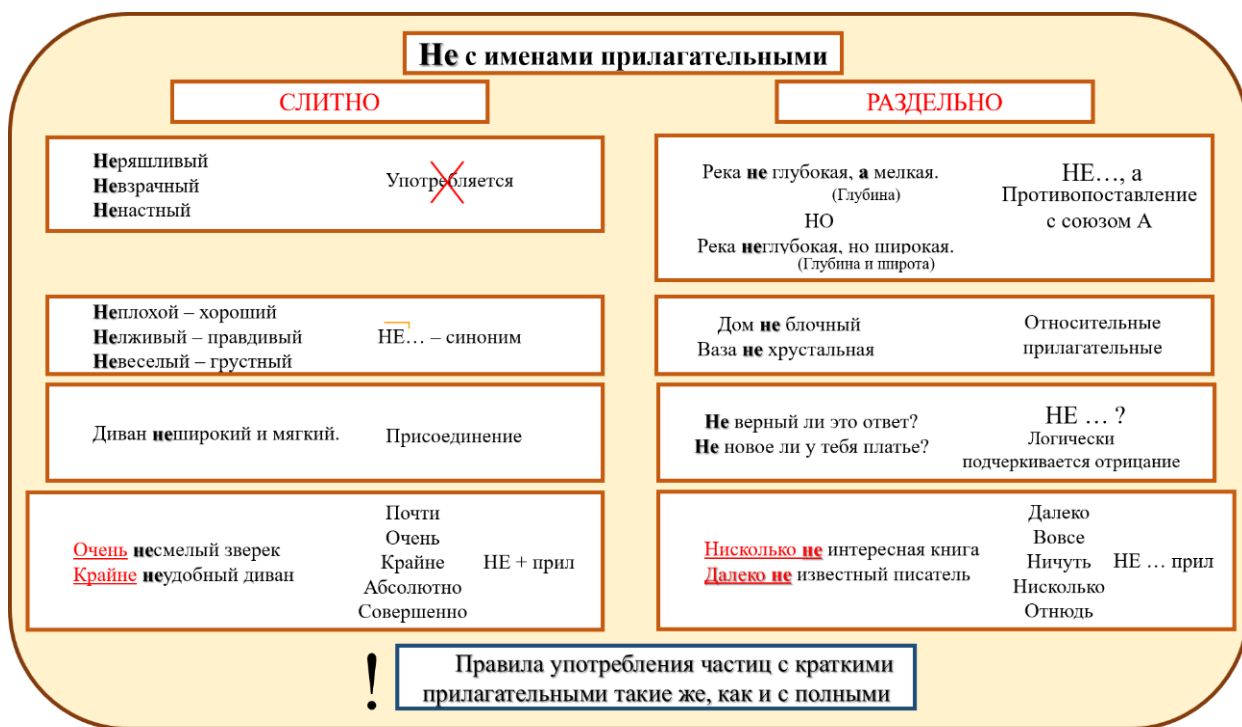 Не с именами прилагательными
СЛИТНО
Неряшливый
Невзрачный
Ненастный
Употребляется
Неплохой – хороший
Нелживый – правдивый
Невеселый – грустный
НЕ… – синоним
Диван неширокий и мягкий.
Присоединение
Очень несмелый зверек
Крайне неудобный диван
Почти
Очень
Крайне
Абсолютно
Совершенно
НЕ + прил
РАЗДЕЛЬНО
Река не глубокая, а мелкая.
(Глубина)
НО
Река неглубокая, но широкая.
(Глубина и широта)
НЕ…, а
Противопоставление
с союзом А
Дом не блочный
Ваза не хрустальная
Относительные
прилагательные
Не верный ли это ответ?
Не новое ли у тебя платье?
НЕ … ?
Логически
подчеркивается отрицание
Нисколько не интересная книга
Далеко не известный писатель
Далеко
Вовсе
Ничуть
Нисколько
Отнюдь
НЕ … прил
! Правила употребления частиц с краткими
прилагательными такие же, как и с полными